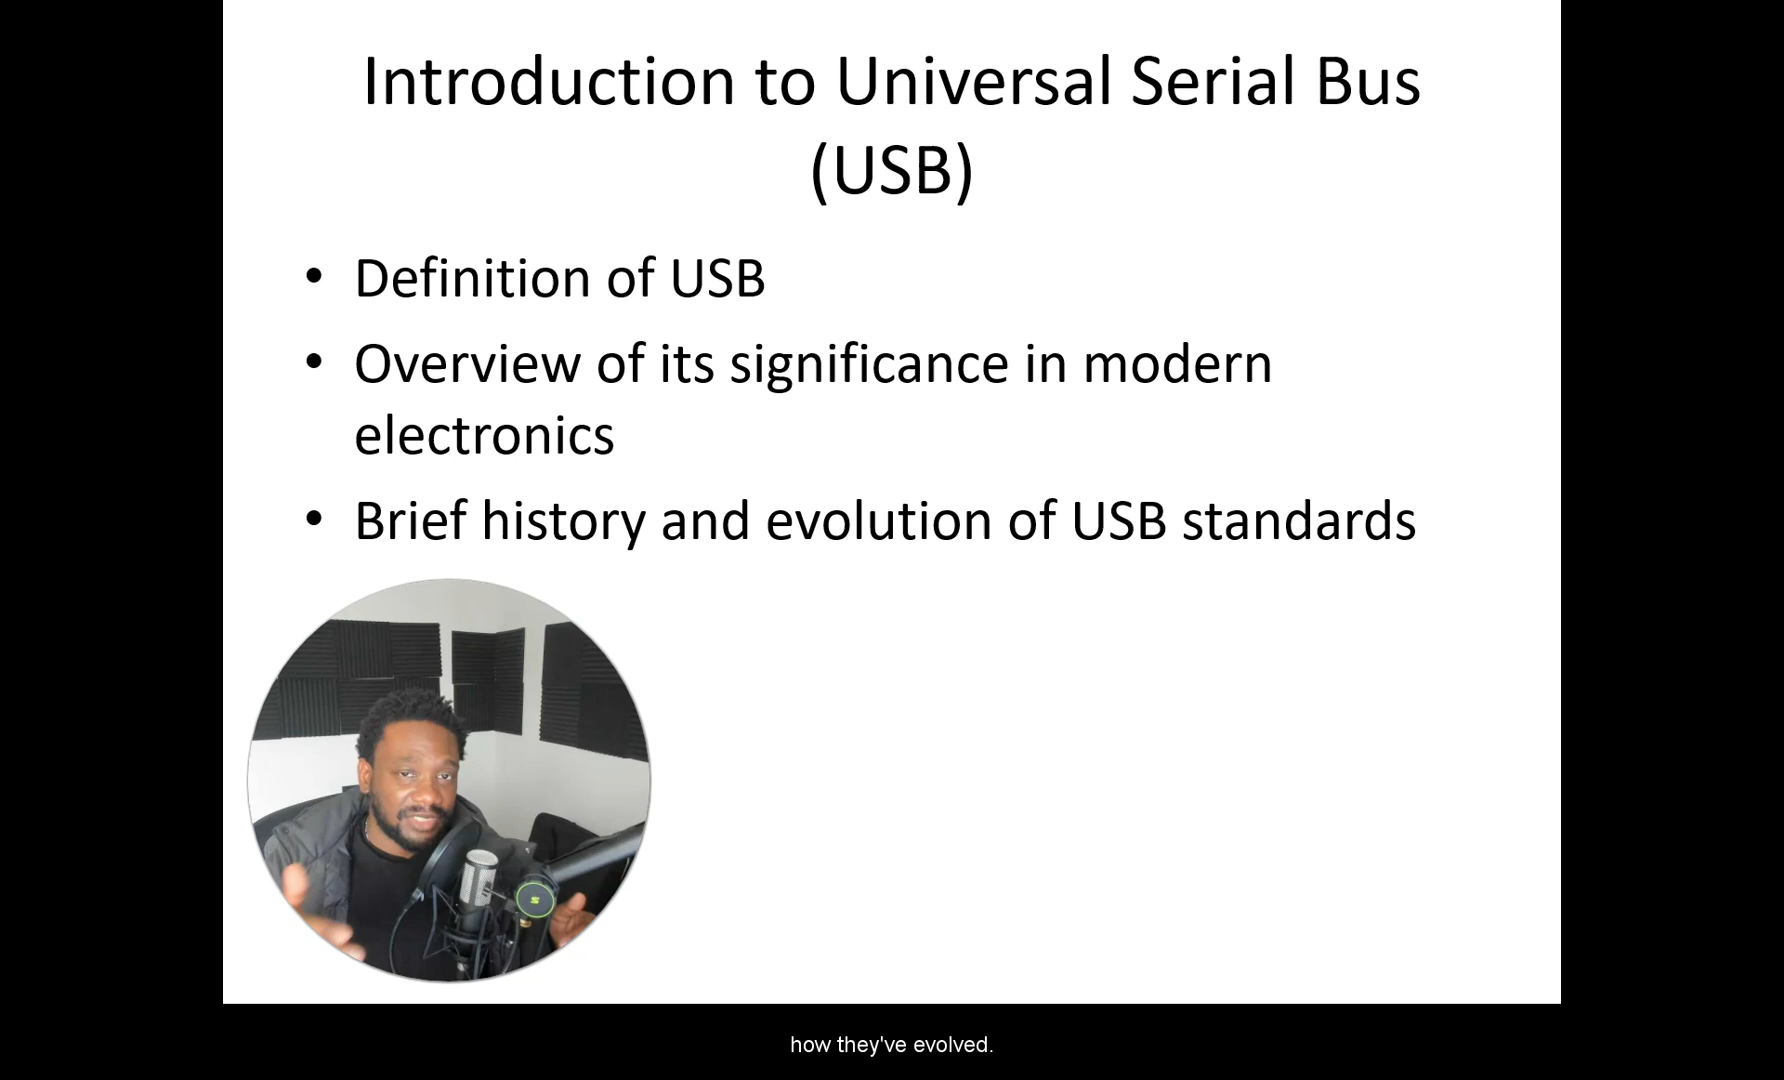 Introduction to Universal Serial Bus
(USB)
• Definition of USB
• Overview of its significance in modern
electronics
• Brief history and evolution of USB standards
how they've evolved.